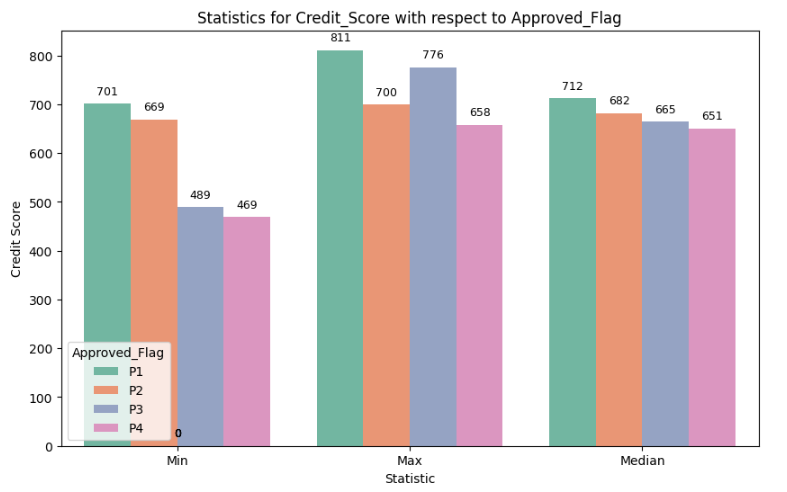 Statistics for Credit_Score with respect to Approved_Flag
Credit Score
800
700
600
500
400
300
200
100
0
701
669
489
469
811
700
776
658
712
682
665
651
0
Approved_Flag
P1
P2
P3
P4
Min
Max
Median
Statistic